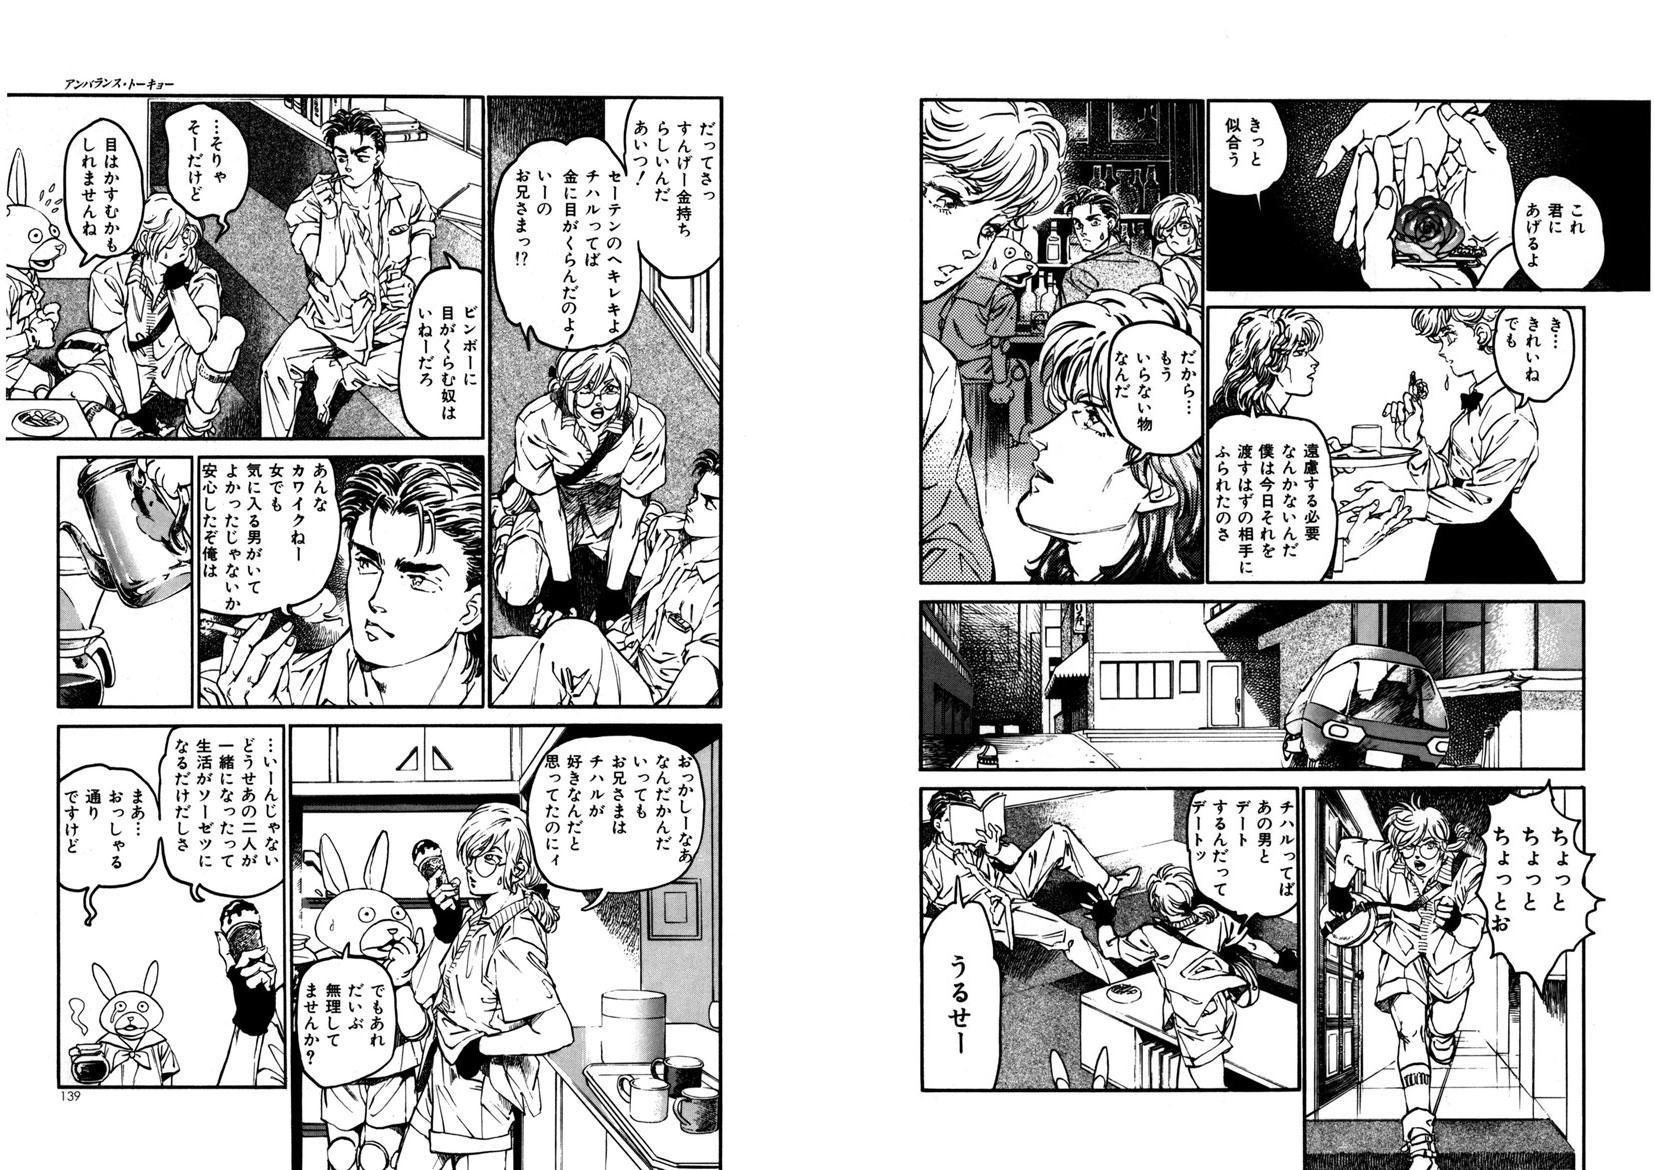 これ
君に
あげるよ
きっと
似合う
き…
きれいね
でも
遠慮する必要
なんかないんだ
僕は今日それを
渡すはずの相手に
ふられたのさ
だから…
もう
いらない物
なんだ
ちょっと
ちょっと
ちょっとお
チハルってば
あの男と
デート
するんだって
デートッ
うるせー
アンバランス・トーキョー
だってさっ
すんげー金持ち
らしいんだ
あいつ！
セーテンのヘキレキよ
チハルってば
金に目がくらんだのよ！
いーの
お兄さまっ!?
ビンボーに
目がくらむ奴は
いねーだろ
…そりゃ
そーだけど
目はかすむかも
しれませんね
あんな
カワイクねー
女でも
気に入る男がいて
よかったじゃないか
安心したぞ俺は
おっかしーなあ
なんだかんだ
いっても
お兄さまは
チハルが
好きなんだと
思ってたのにィ
でもあれ
だいぶ
無理して
ませんか？
…いーんじゃない
どうせあの二人が
一緒になったって
生活がソーゼツに
なるだけだしさ
まあ…
おっしゃる
通り
ですけど
139